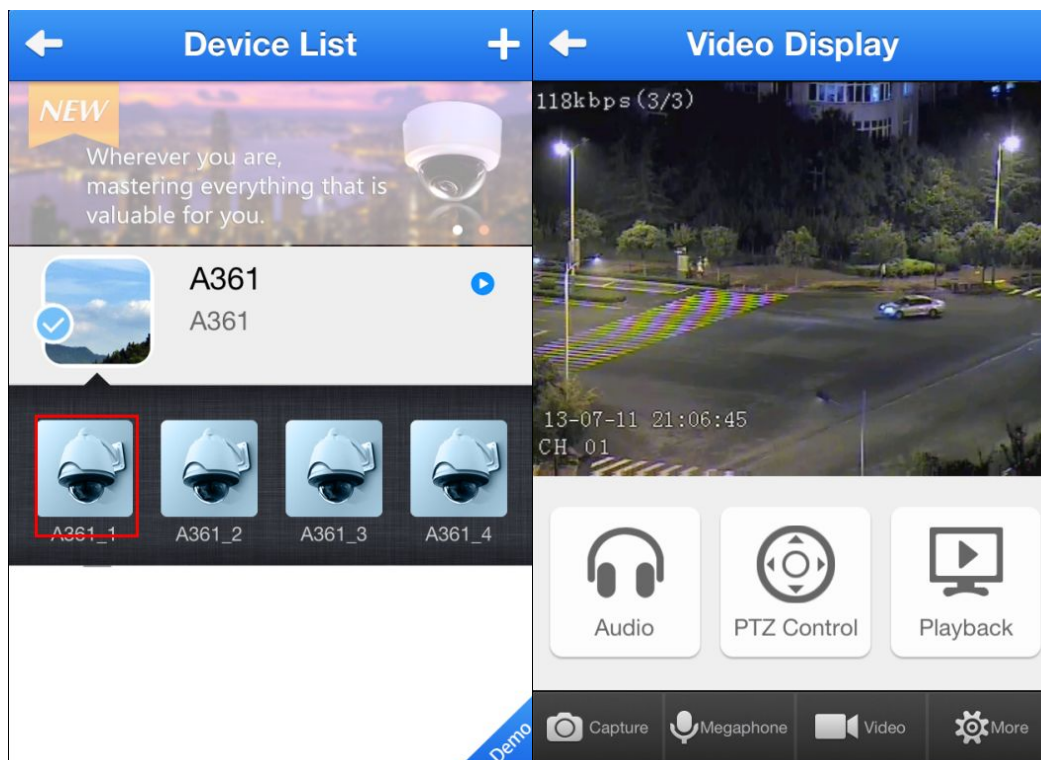 Device List
NEW
Wherever you are,
mastering everything that is
valuable for you.
A361
A361
A361_1
A361_2
A361_3
A361_4
Demo
Video Display
118kbps(3/3)
13-07-11 21:06:45
CH 01
Audio
PTZ Control
Playback
Capture
Megaphone
Video
More